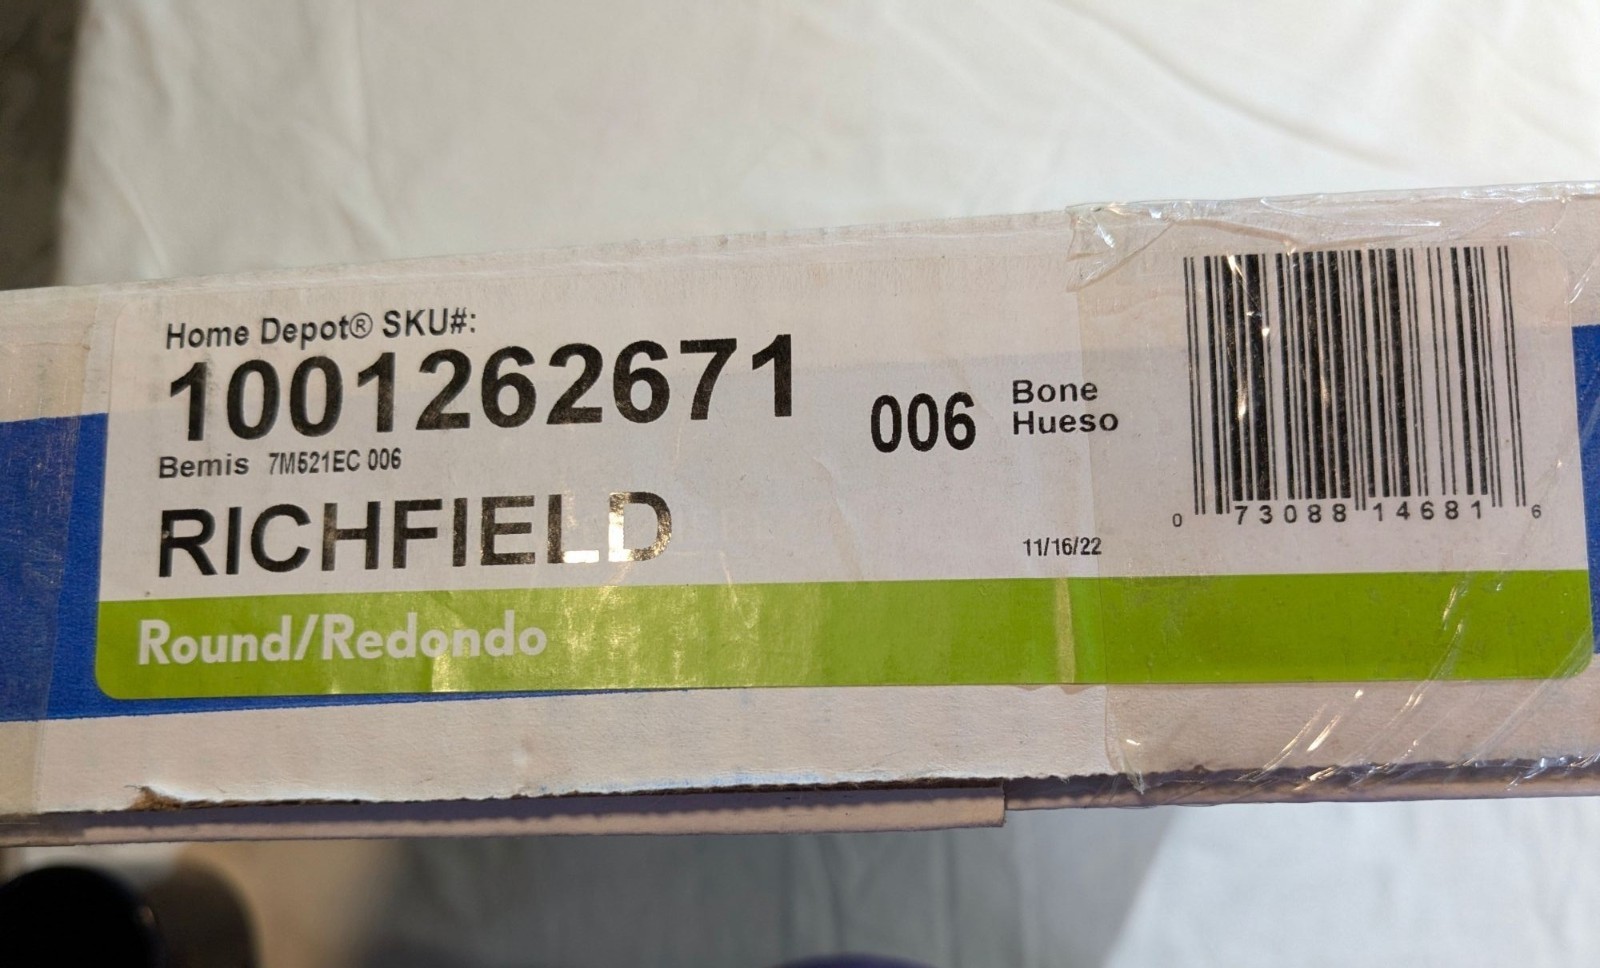 Home Depot® SKU#:
1001262671
Bemis 7M521EC 006
RICHFIELD
Round/Redondo
006
Bone
Hueso
11/16/22
0 73088 14681 6